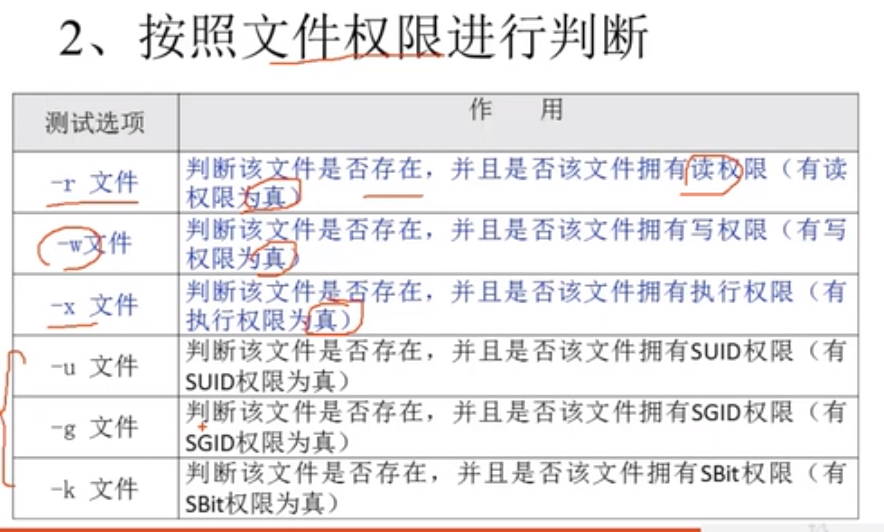 2、按照文件权限进行判断
测试选项
作 用
-r 文件
判断该文件是否存在，并且是否该文件拥有读权限（有读
权限为真）
-w文件
判断该文件是否存在，并且是否该文件拥有写权限（有写
权限为真）
-x 文件
判断该文件是否存在，并且是否该文件拥有执行权限（有
执行权限为真）
-u 文件
判断该文件是否存在，并且是否该文件拥有SUID权限（有
SUID权限为真）
-g 文件
判断该文件是否存在，并且是否该文件拥有SGID权限（有
SGID权限为真）
-k 文件
判断该文件是否存在，并且是否该文件拥有SBit权限（有
SBit权限为真）